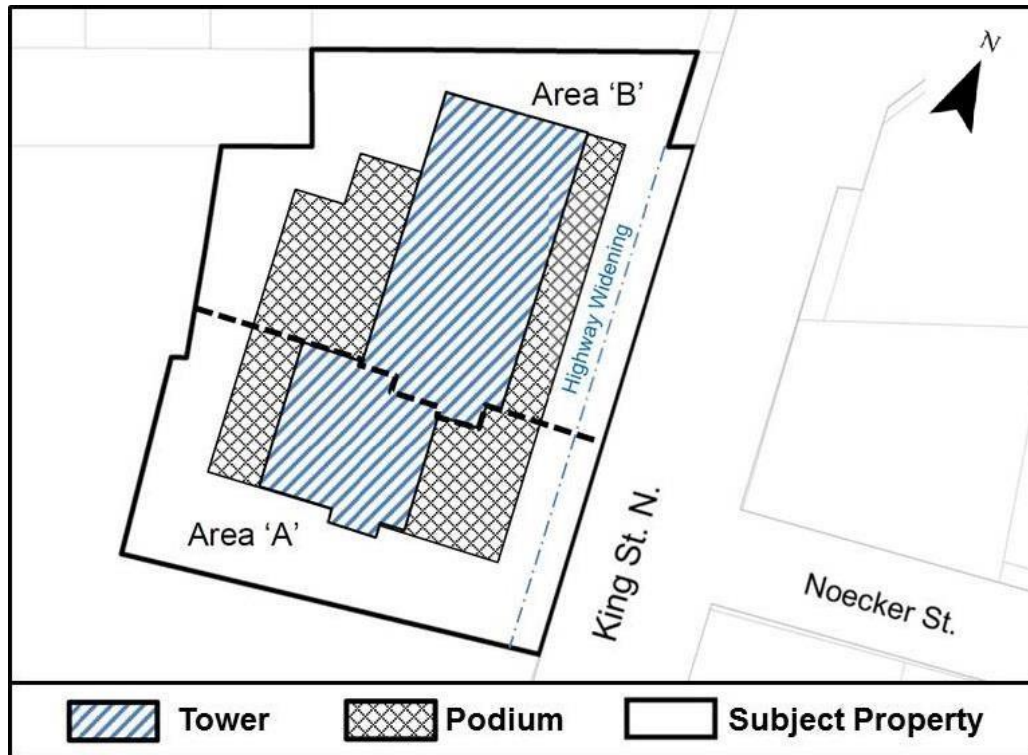 N
Area ‘B’
Highway Widening
Area ‘A’
King St. N.
Noecker St.
Tower
Podium
Subject Property